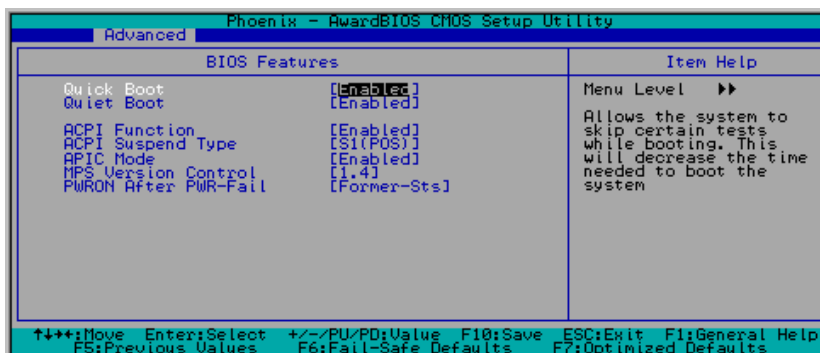 Phoenix - AwardBIOS CMOS Setup Utility
Advanced
BIOS Features
Item Help
Quick Boot [Enabled]
Quiet Boot [Enabled]
ACPI Function [Enabled]
ACPI Suspend Type [S1(POS)]
APIC Mode [Enabled]
MPS Version Control [1.4]
PWRON After PWR-Fail [Former-Sts]
Menu Level ▸▸
Allows the system to
skip certain tests
while booting. This
will decrease the time
needed to boot the
system
↑↓→←:Move Enter:Select +/-/PU/PD:Value F10:Save ESC:Exit F1:General Help
F5:Previous Values F6:Fail-Safe Defaults F7:Optimized Defaults